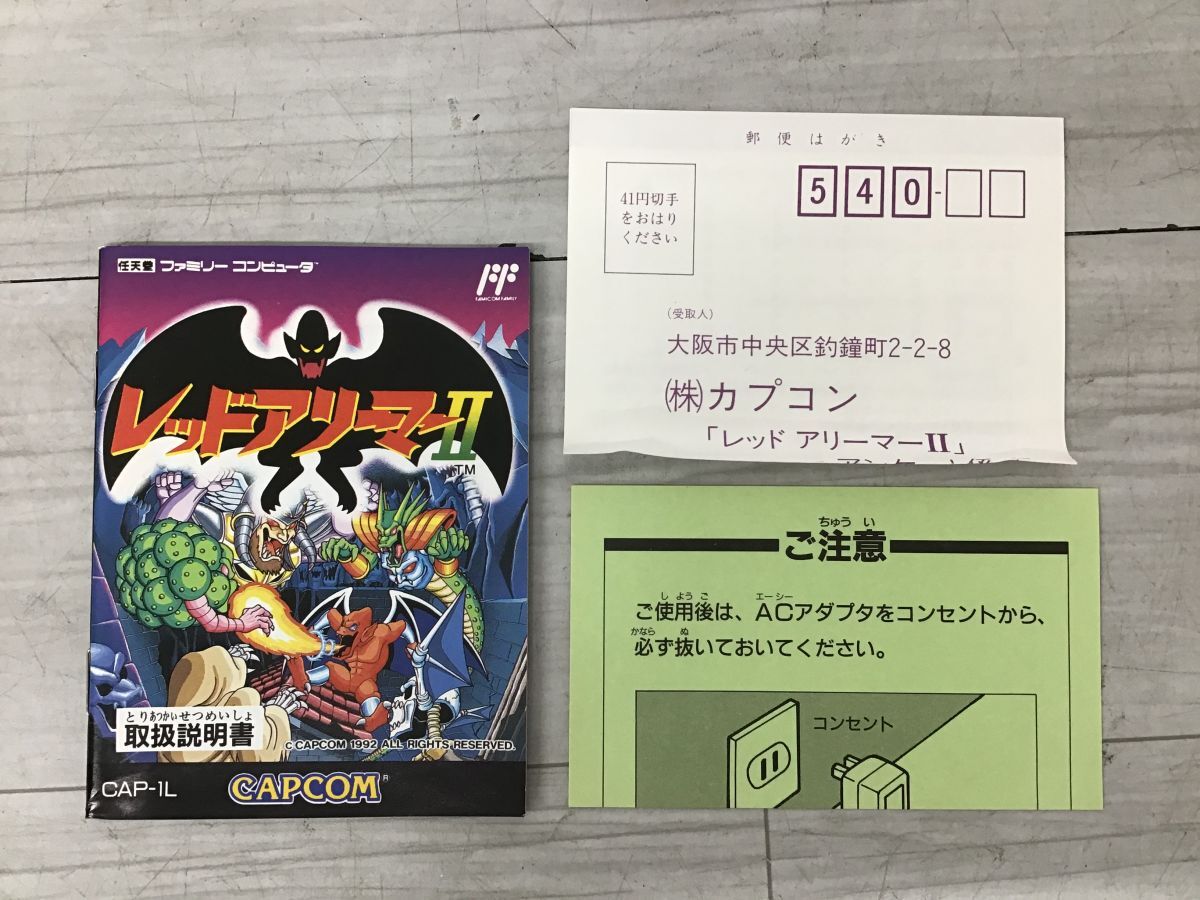 任天堂 ファミリー コンピュータ™
FF
FAMICOM FAMILY
レッドアリーマーII
TM
とりあつかいせつめいしょ
取扱説明書
© CAPCOM 1992 ALL RIGHTS RESERVED.
CAP-1L
CAPCOM®
郵便はがき
41円切手
をおはり
ください
540-
(受取人)
大阪市中央区釣鐘町2-2-8
㈱カプコン
「レッド アリーマーII」
ちゅう い
ご注意
し よう ご エーシー
ご使用後は、ACアダプタをコンセントから、
かなら ぬ
必ず抜いておいてください。
コンセント